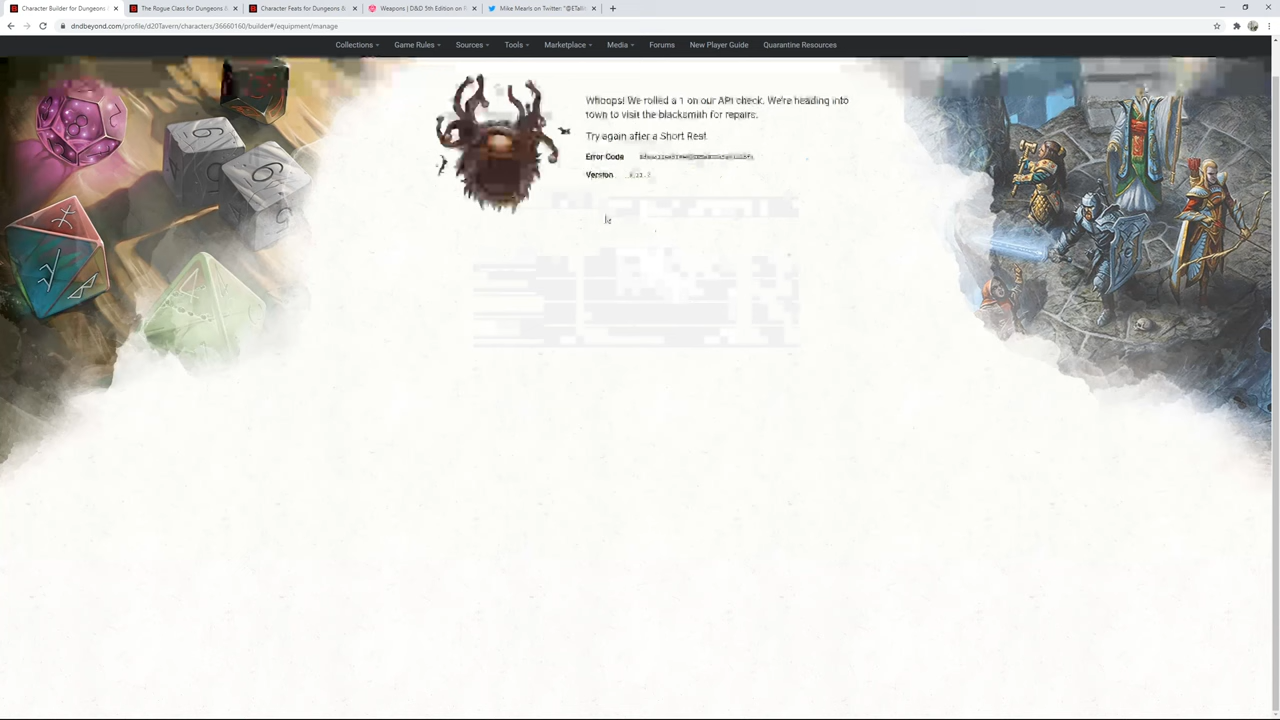 Character Builder for Dungeons
The Rogue Class for Dungeons &
Character Feats for Dungeons &
Weapons | D&D 5th Edition on R
Mike Mearls on Twitter: "@ETallit
dndbeyond.com/profile/d20Tavern/characters/36660160/builder#/equipment/manage
Collections
Game Rules
Sources
Tools
Marketplace
Media
Forums
New Player Guide
Quarantine Resources
Whoops! We rolled a 1 on our API check. We're heading into
town to visit the blacksmith for repairs.
Try again after a Short Rest.
Error Code
Version